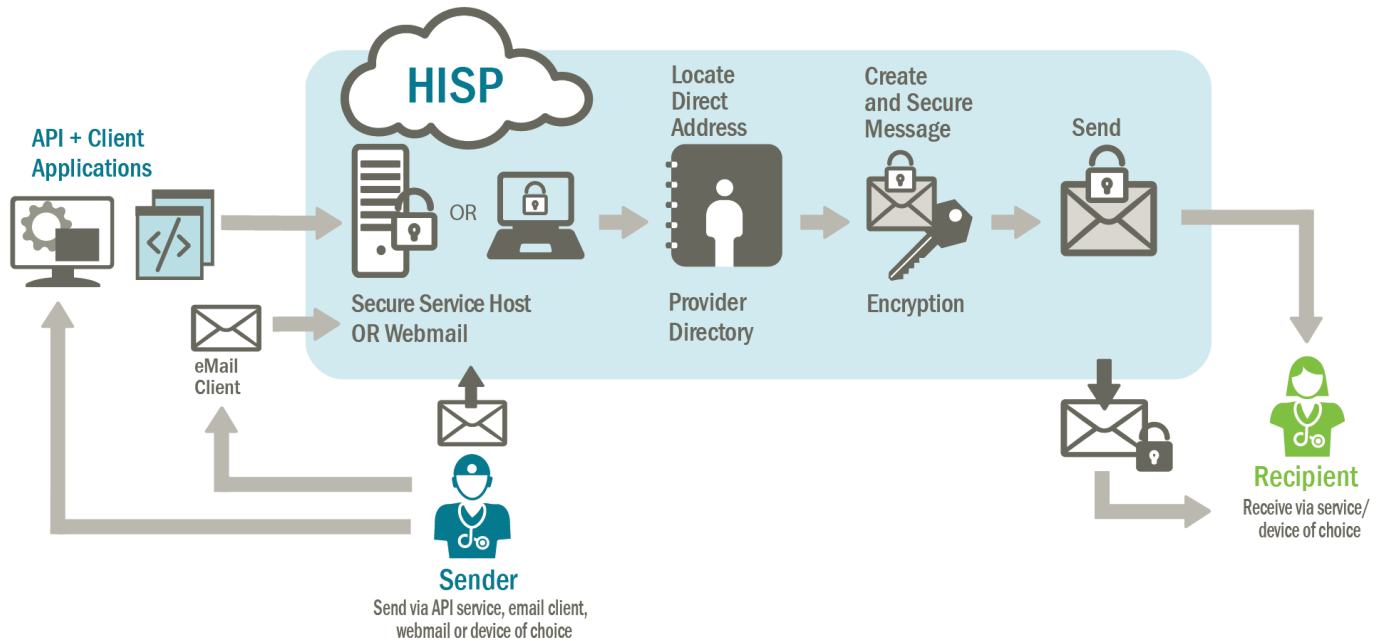 HISP
API + Client
Applications
</>
OR
Secure Service Host
OR Webmail
Locate
Direct
Address
Provider
Directory
Create
and Secure
Message
Encryption
Send
eMail
Client
Sender
Send via API service, email client,
webmail or device of choice
Recipient
Receive via service/
device of choice